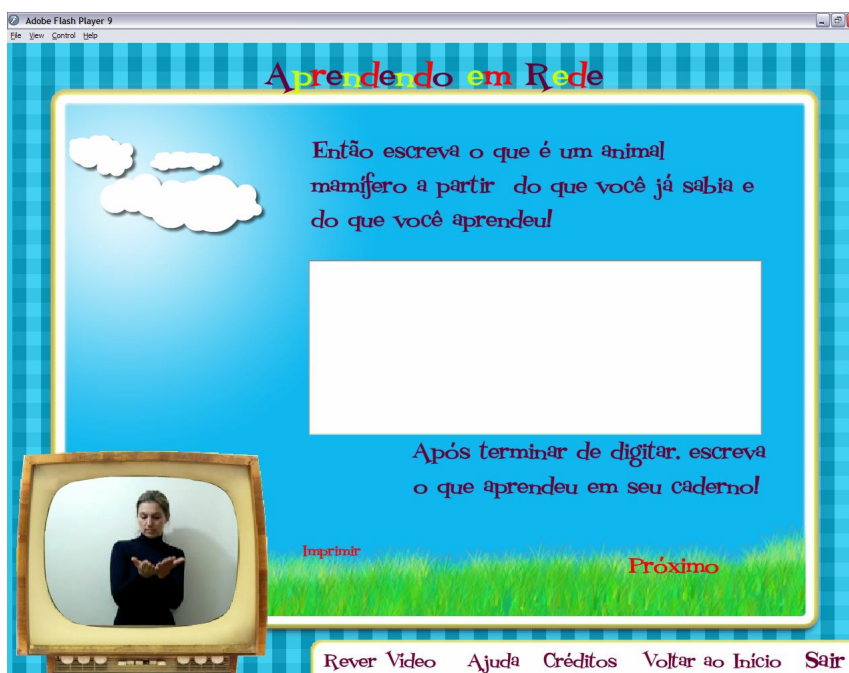 Adobe Flash Player 9
File View Control Help
Aprendendo em Rede
Então escreva o que é um animal
mamífero a partir do que você já sabia e
do que você aprendeu!
Após terminar de digitar. escreva
o que aprendeu em seu caderno!
Imprimir
Próximo
Rever Video Ajuda Créditos Voltar ao Início Sair